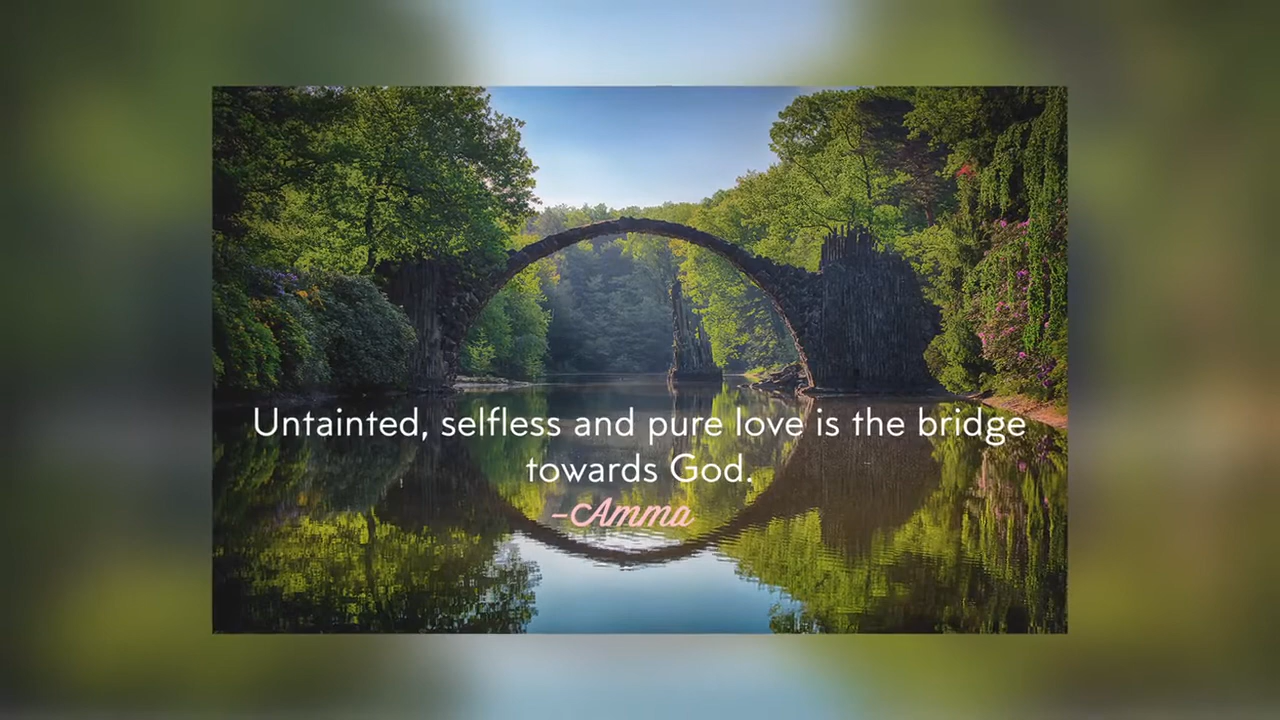 Untainted, selfless and pure love is the bridge
towards God.
-Amma